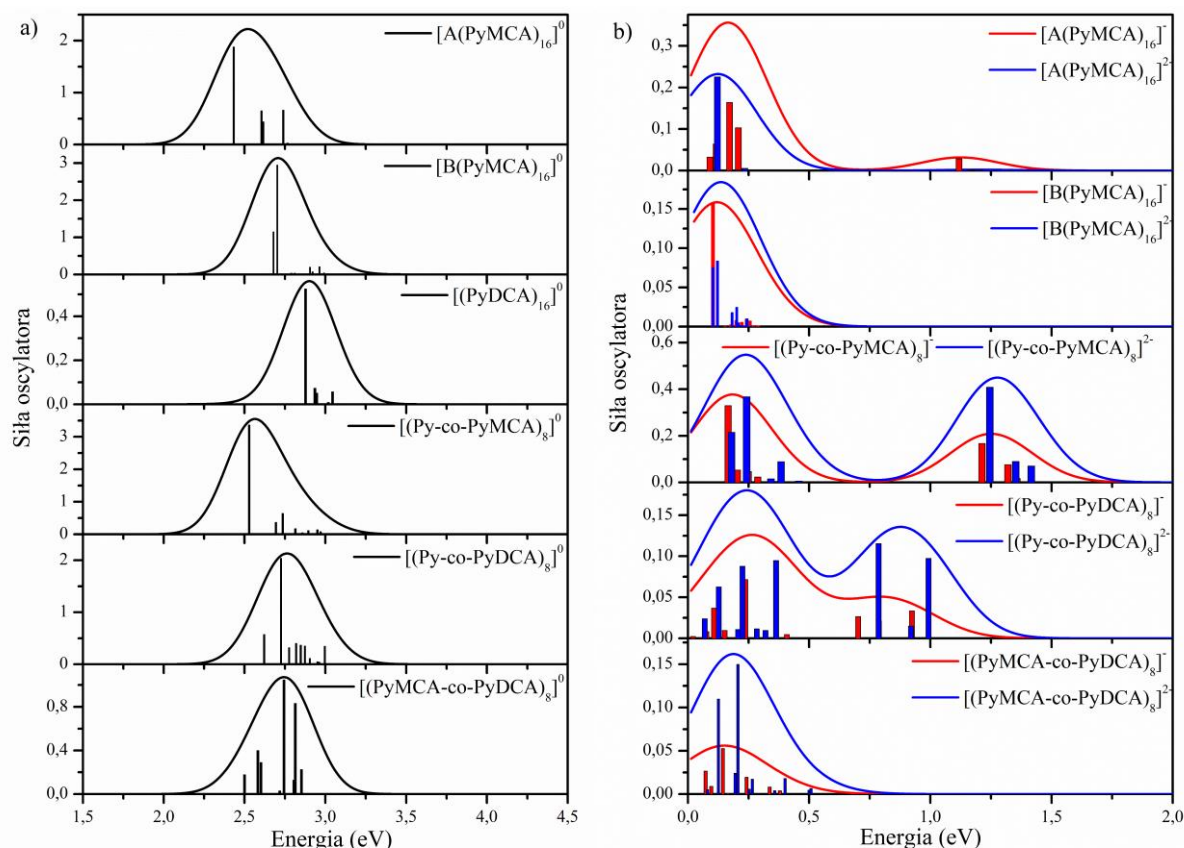 a)
Siła oscylatora
[A(PyMCA)₁₆]⁰
2
1
0
[B(PyMCA)₁₆]⁰
3
2
1
0
[(PyDCA)₁₆]⁰
0,4
0,2
0,0
[(Py-co-PyMCA)₈]⁰
3
2
1
0
[(Py-co-PyDCA)₈]⁰
2
1
0
[(PyMCA-co-PyDCA)₈]⁰
0,8
0,4
0,0
1,5 2,0 2,5 3,0 3,5 4,0 4,5
Energia (eV)
b)
Siła oscylatora
[A(PyMCA)₁₆]⁻
[A(PyMCA)₁₆]²⁻
0,3
0,2
0,1
0,0
[B(PyMCA)₁₆]⁻
[B(PyMCA)₁₆]²⁻
0,15
0,10
0,05
0,00
[(Py-co-PyMCA)₈]⁻ [(Py-co-PyMCA)₈]²⁻
0,6
0,4
0,2
0,0
[(Py-co-PyDCA)₈]⁻
[(Py-co-PyDCA)₈]²⁻
0,15
0,10
0,05
0,00
[(PyMCA-co-PyDCA)₈]⁻
[(PyMCA-co-PyDCA)₈]²⁻
0,15
0,10
0,05
0,00
0,0 0,5 1,0 1,5 2,0
Energia (eV)